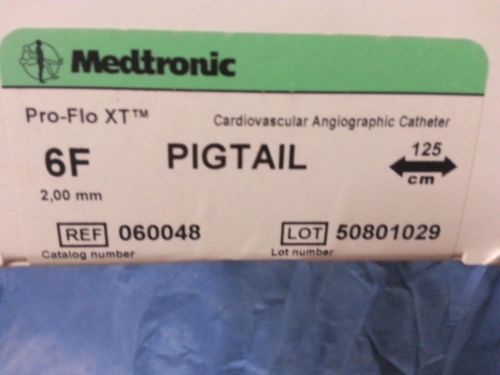 Medtronic
Pro-Flo XT™ Cardiovascular Angiographic Catheter
6F PIGTAIL 125
2,00 mm cm
REF 060048 LOT 50801029
Catalog number Lot number